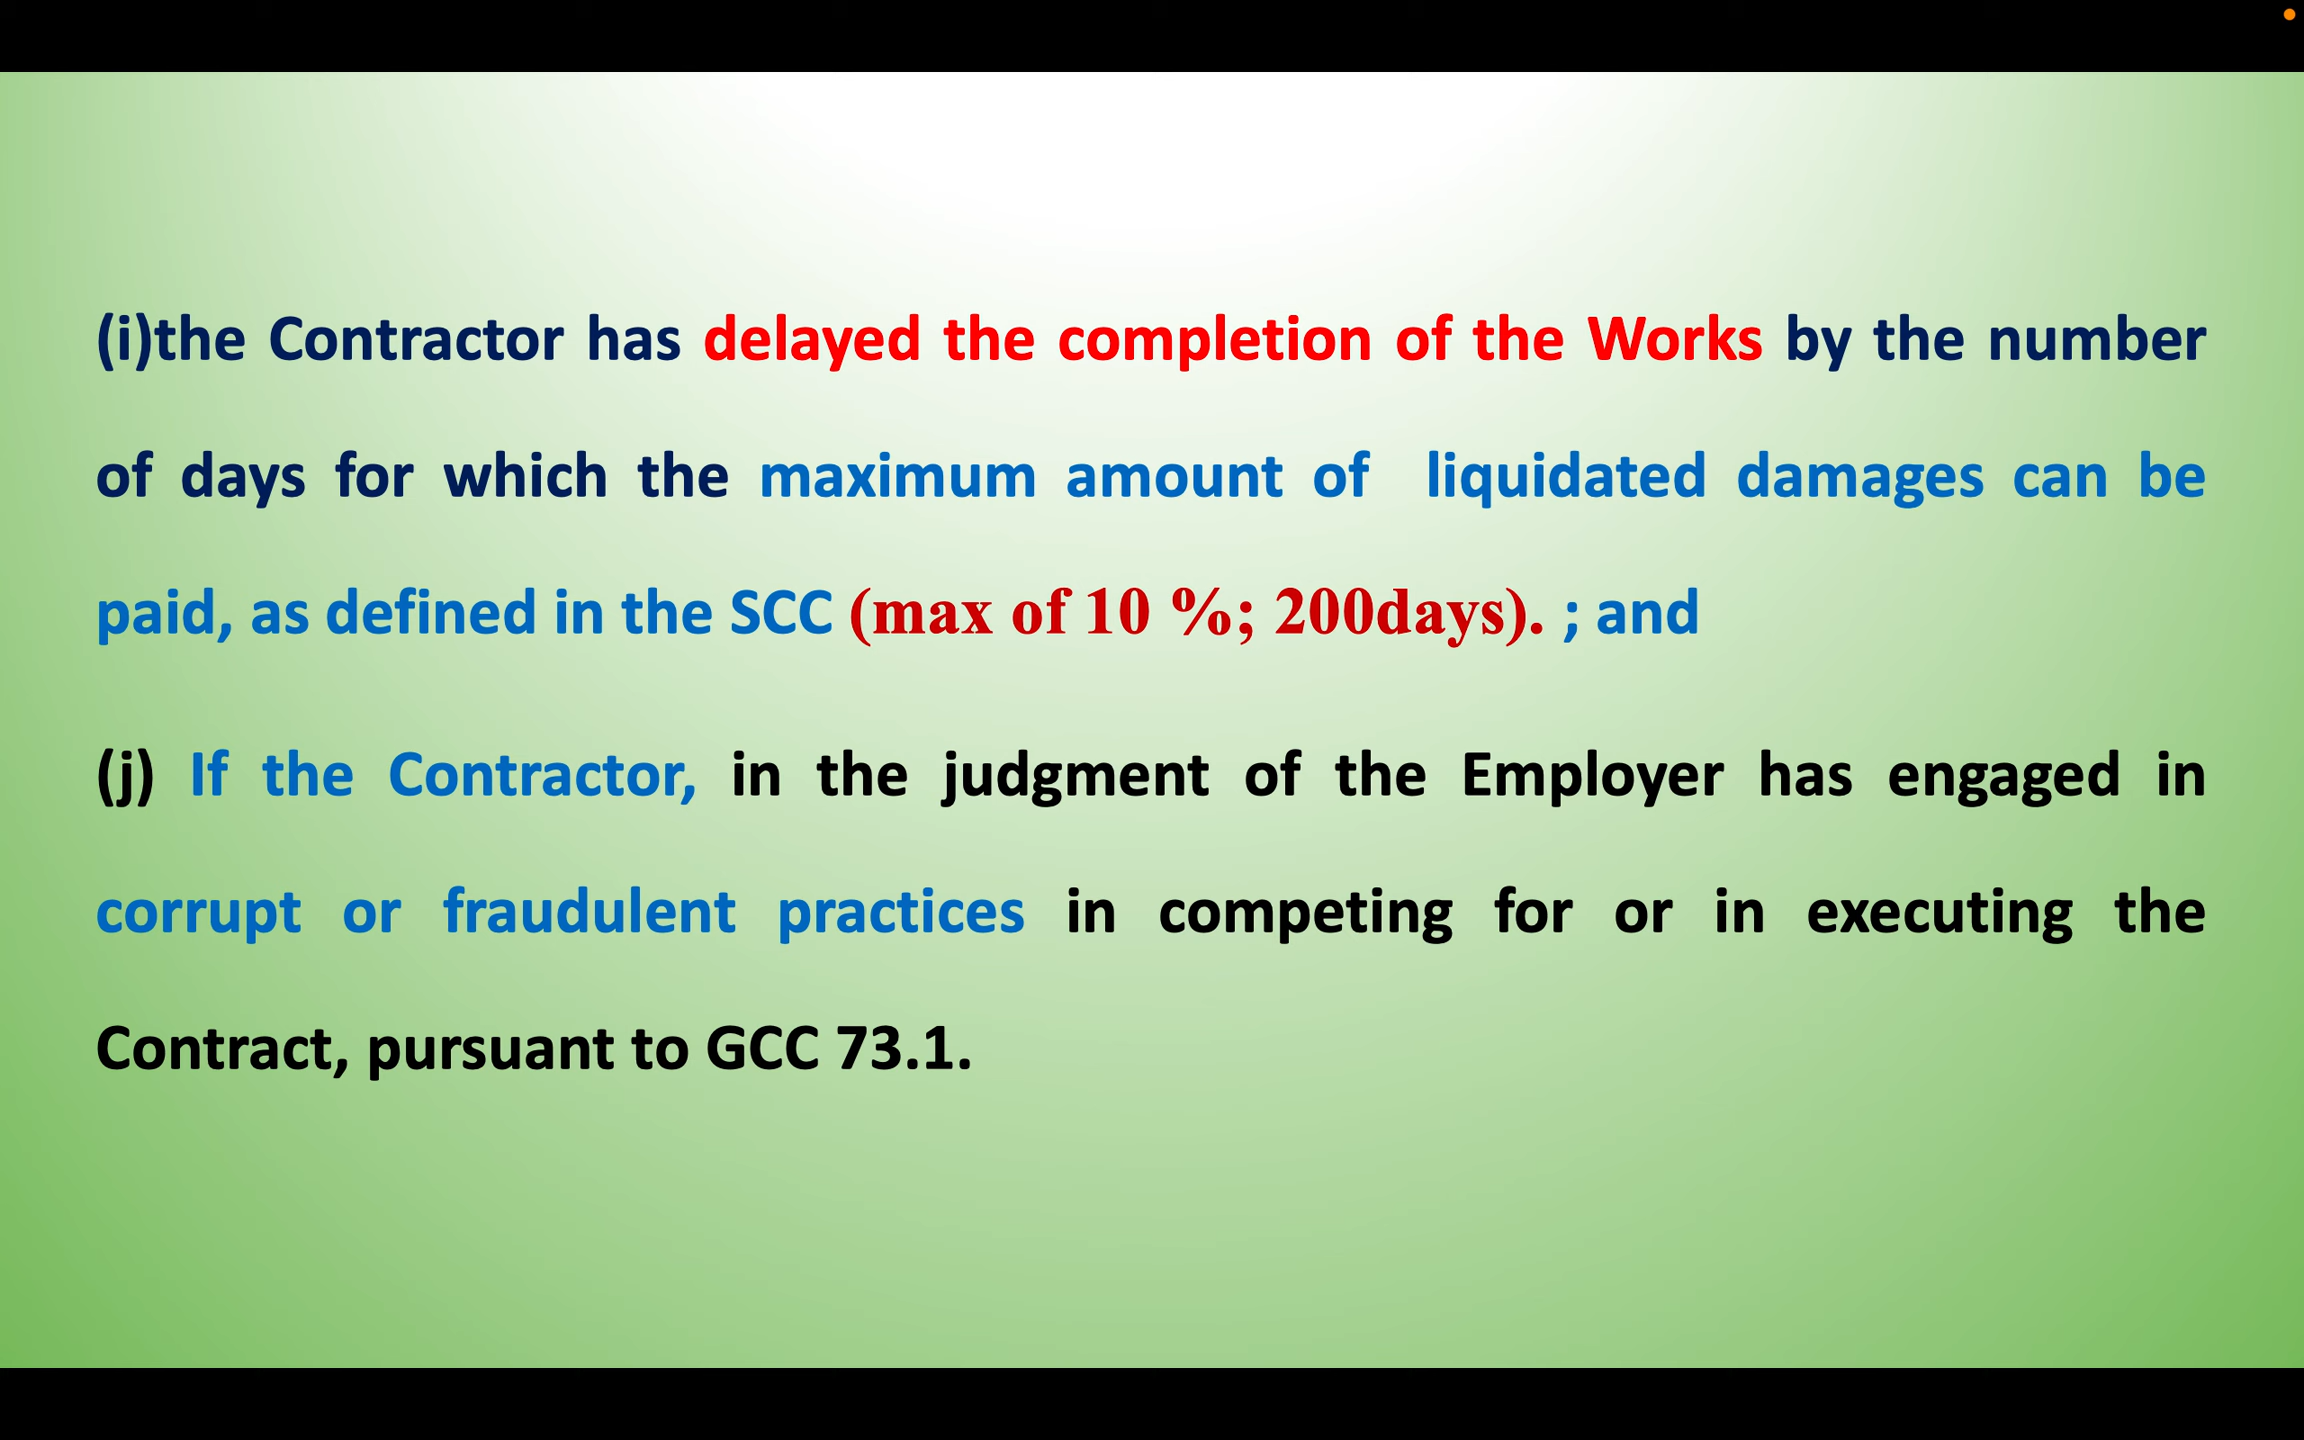 (i)the Contractor has delayed the completion of the Works by the number
of days for which the maximum amount of liquidated damages can be
paid, as defined in the SCC (max of 10 %; 200days). ; and
(j) If the Contractor, in the judgment of the Employer has engaged in
corrupt or fraudulent practices in competing for or in executing the
Contract, pursuant to GCC 73.1.